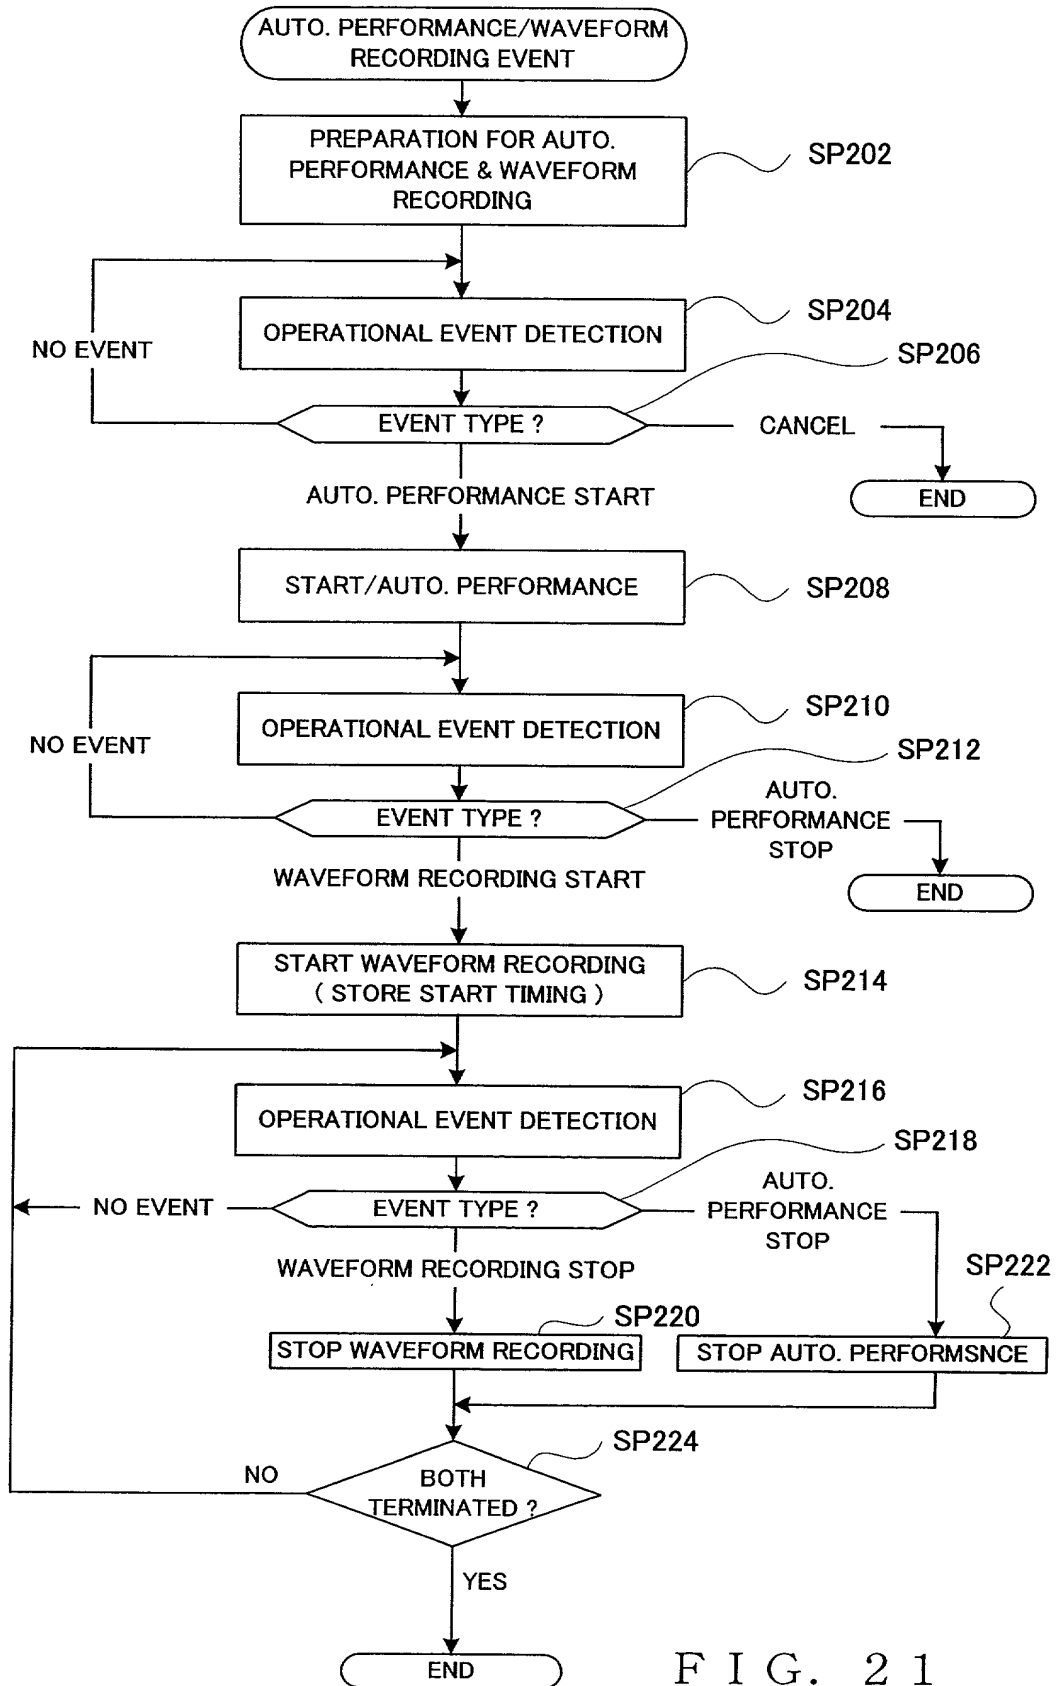 AUTO. PERFORMANCE/WAVEFORM
RECORDING EVENT
PREPARATION FOR AUTO.
PERFORMANCE & WAVEFORM
RECORDING
SP202
OPERATIONAL EVENT DETECTION
SP204
NO EVENT
SP206
EVENT TYPE ?
CANCEL
END
AUTO. PERFORMANCE START
START/AUTO. PERFORMANCE
SP208
OPERATIONAL EVENT DETECTION
SP210
NO EVENT
SP212
EVENT TYPE ?
AUTO.
PERFORMANCE
STOP
END
WAVEFORM RECORDING START
START WAVEFORM RECORDING
( STORE START TIMING )
SP214
OPERATIONAL EVENT DETECTION
SP216
SP218
NO EVENT
EVENT TYPE ?
AUTO.
PERFORMANCE
STOP
WAVEFORM RECORDING STOP
SP222
SP220
STOP WAVEFORM RECORDING
STOP AUTO. PERFORMSNCE
SP224
NO
BOTH
TERMINATED ?
YES
END
FIG. 21